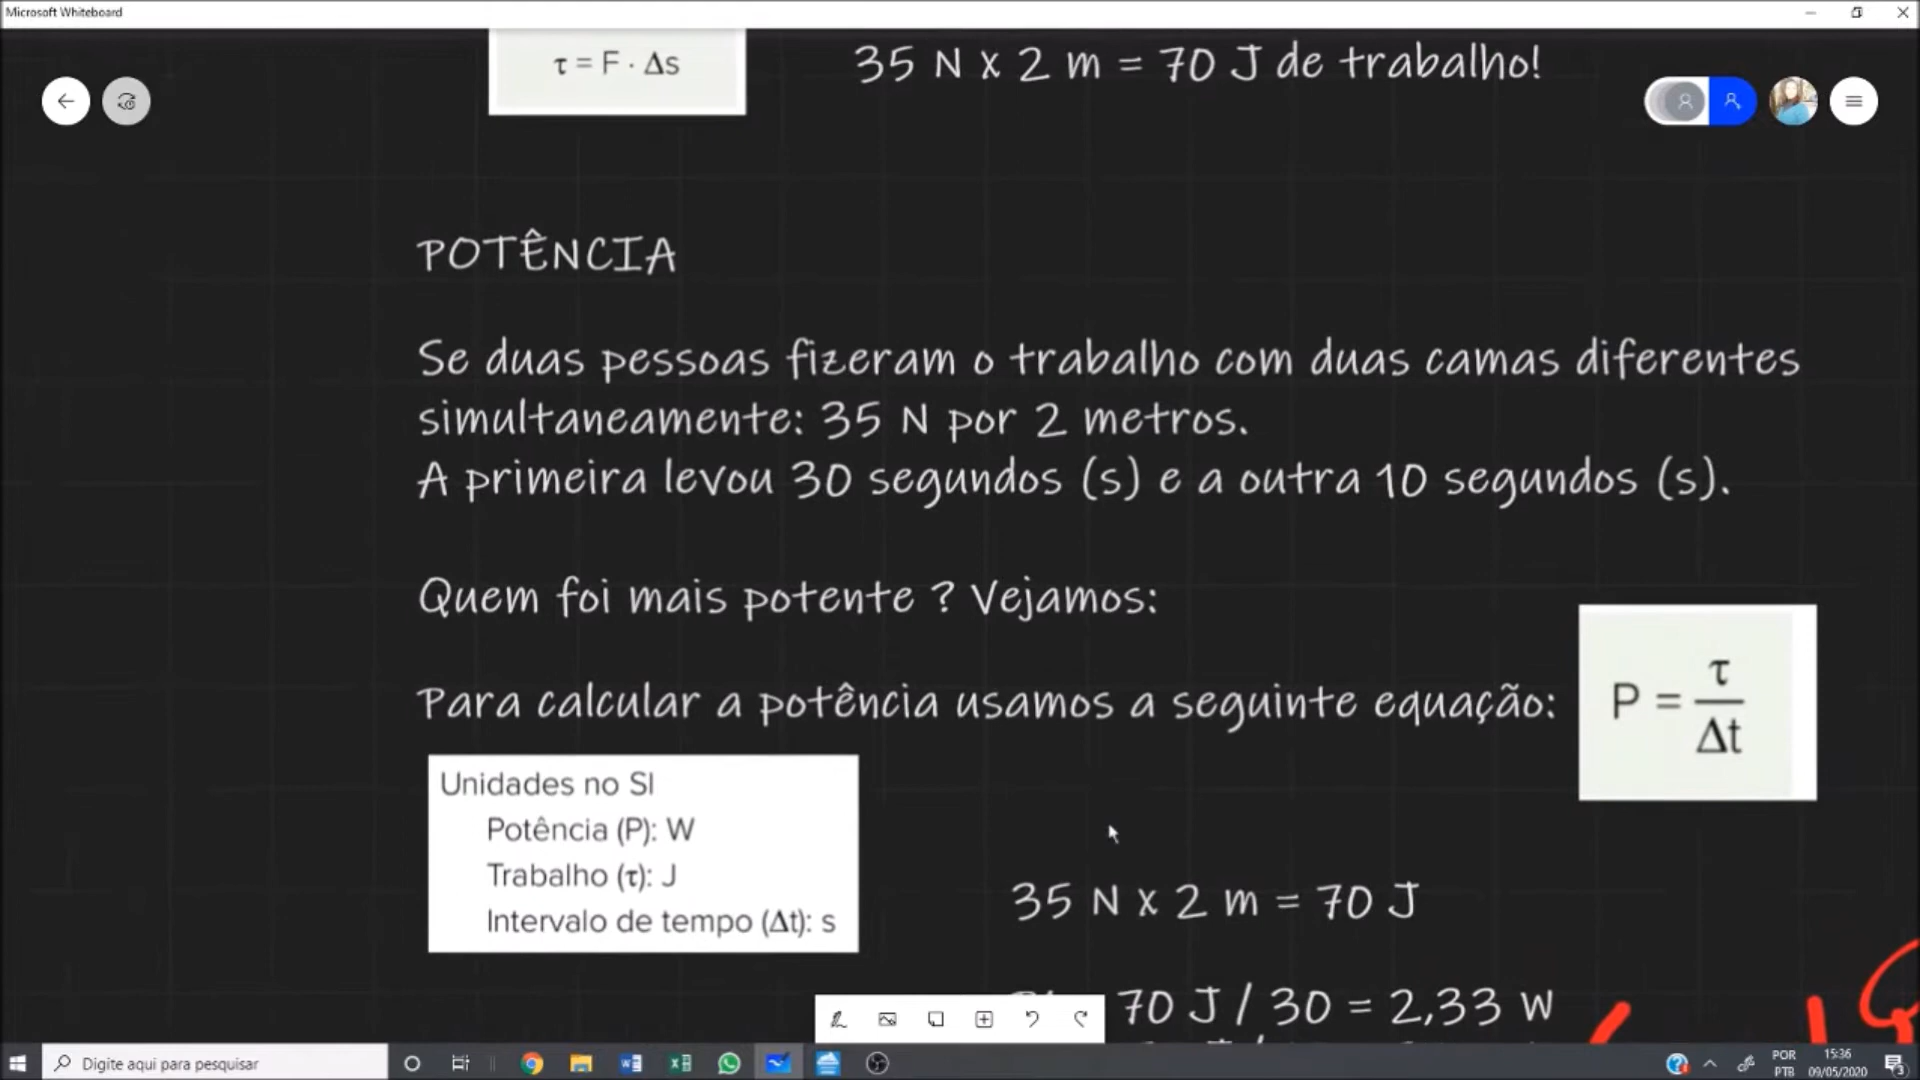 Microsoft Whiteboard
τ = F · Δs
35 N x 2 m = 70 J de trabalho!
POTÊNCIA
Se duas pessoas fizeram o trabalho com duas camas diferentes
simultaneamente: 35 N por 2 metros.
A primeira levou 30 segundos (s) e a outra 10 segundos (s).
Quem foi mais potente ? Vejamos:
Para calcular a potência usamos a seguinte equação:
P = τ / Δt
Unidades no SI
Potência (P): W
Trabalho (τ): J
Intervalo de tempo (Δt): s
35 N x 2 m = 70 J
70 J / 30 = 2,33 W
Digite aqui para pesquisar
POR
PTB
15:36
09/05/2020
3